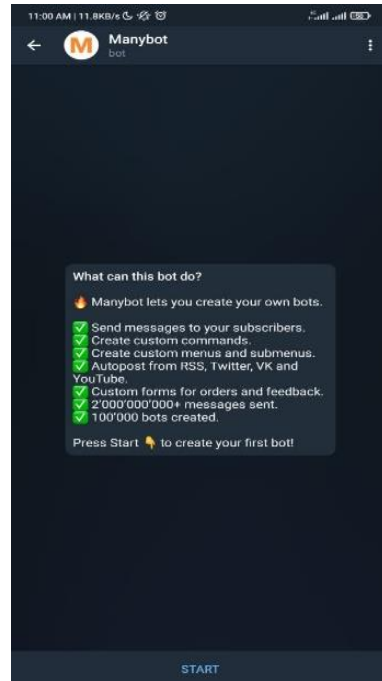 11:00 AM | 11.8KB/s
Manybot
bot
What can this bot do?
🔥 Manybot lets you create your own bots.
✅ Send messages to your subscribers.
✅ Create custom commands.
✅ Create custom menus and submenus.
✅ Autopost from RSS, Twitter, VK and
YouTube.
✅ Custom forms for orders and feedback.
✅ 2'000'000'000+ messages sent.
✅ 100'000 bots created.
Press Start 👇 to create your first bot!
START